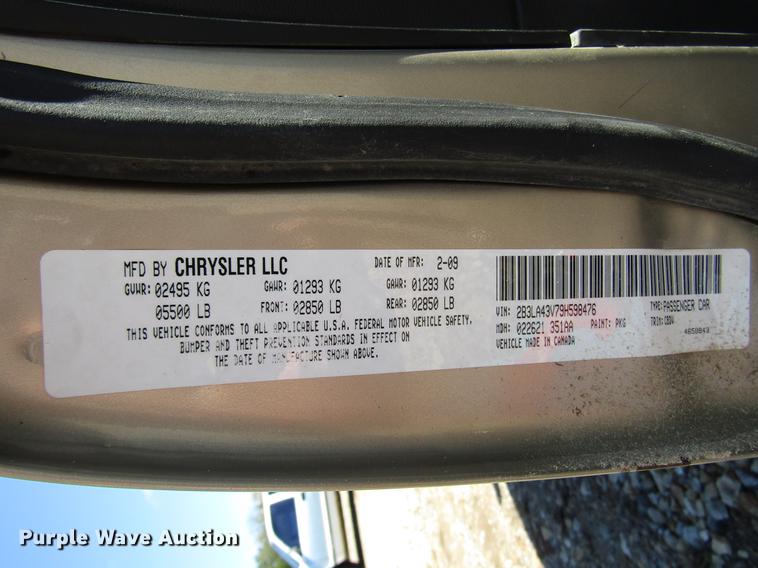 MFD BY CHRYSLER LLC
DATE OF MFR: 2-09
GVWR: 02495 KG
GAWR: 01293 KG
GAWR: 01293 KG
05500 LB
FRONT: 02850 LB
REAR: 02850 LB
THIS VEHICLE CONFORMS TO ALL APPLICABLE U.S.A. FEDERAL MOTOR VEHICLE SAFETY,
BUMPER AND THEFT PREVENTION STANDARDS IN EFFECT ON
THE DATE OF MANUFACTURE SHOWN ABOVE.
VIN: 2B3LA43V79H598476
TYPE: PASSENGER CAR
MDH: 022621 351AA PAINT: PKG
TRIM:
VEHICLE MADE IN CANADA
Purple Wave Auction